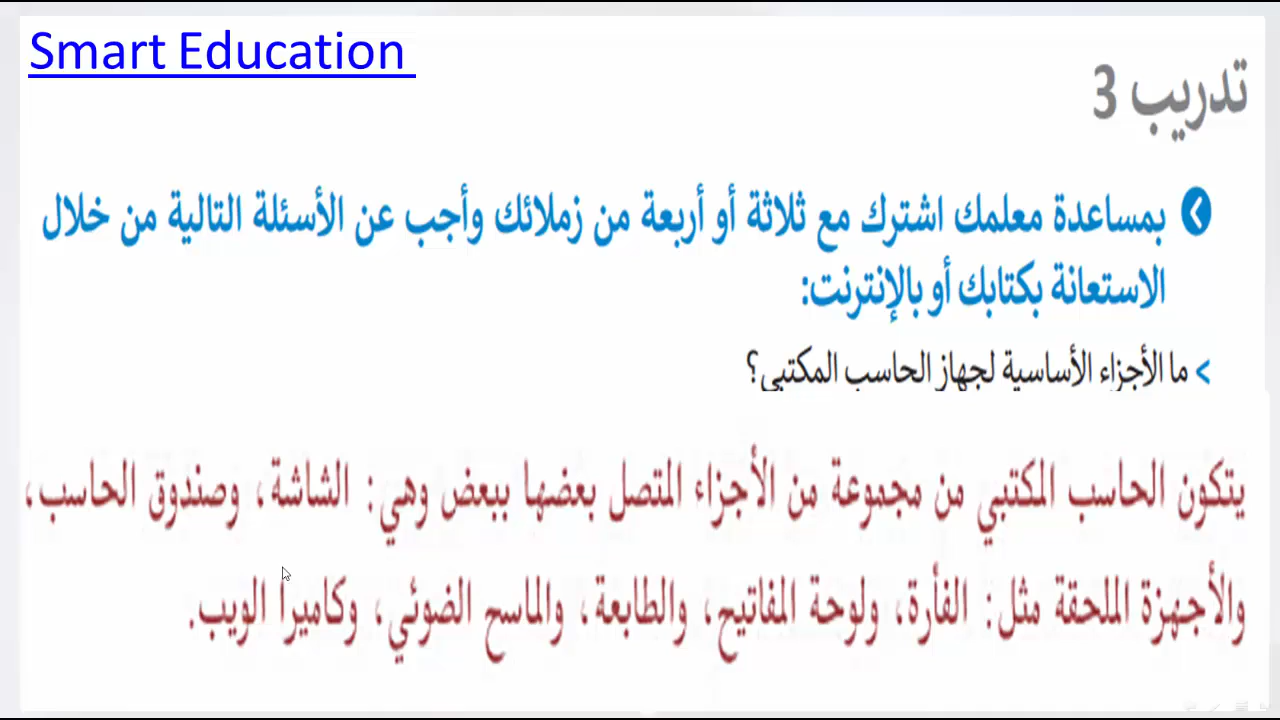 Smart Education
تدريب 3
بمساعدة معلمك اشترك مع ثلاثة أو أربعة من زملائك وأجب عن الأسئلة التالية من خلال
الاستعانة بكتابك أو بالإنترنت:
ما الأجزاء الأساسية لجهاز الحاسب المكتبي؟
يتكون الحاسب المكتبي من مجموعة من الأجزاء المتصل بعضها ببعض وهي: الشاشة، وصندوق الحاسب،
والأجهزة الملحقة مثل: الفأرة، ولوحة المفاتيح، والطابعة، والماسح الضوئي، وكاميرا الويب.